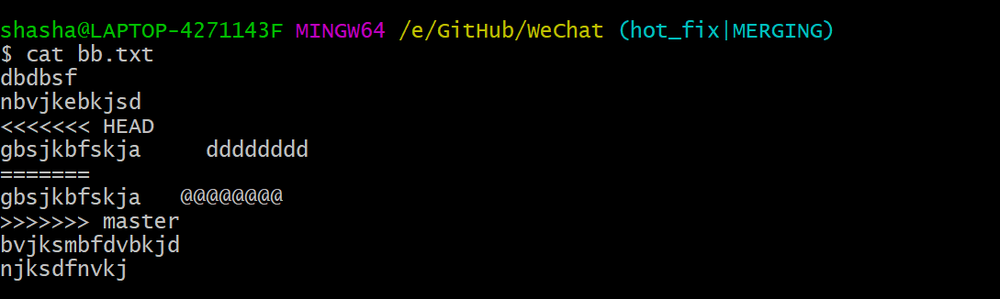 shasha@LAPTOP-4271143F MINGW64 /e/GitHub/WeChat (hot_fix|MERGING)
$ cat bb.txt
dbdbsf
nbvjkebkjsd
<<<<<<< HEAD
gbsjkbfskja     dddddddd
=======
gbsjkbfskja   @@@@@@@@
>>>>>>> master
bvjksmbfdvbkjd
njksdfnvkj